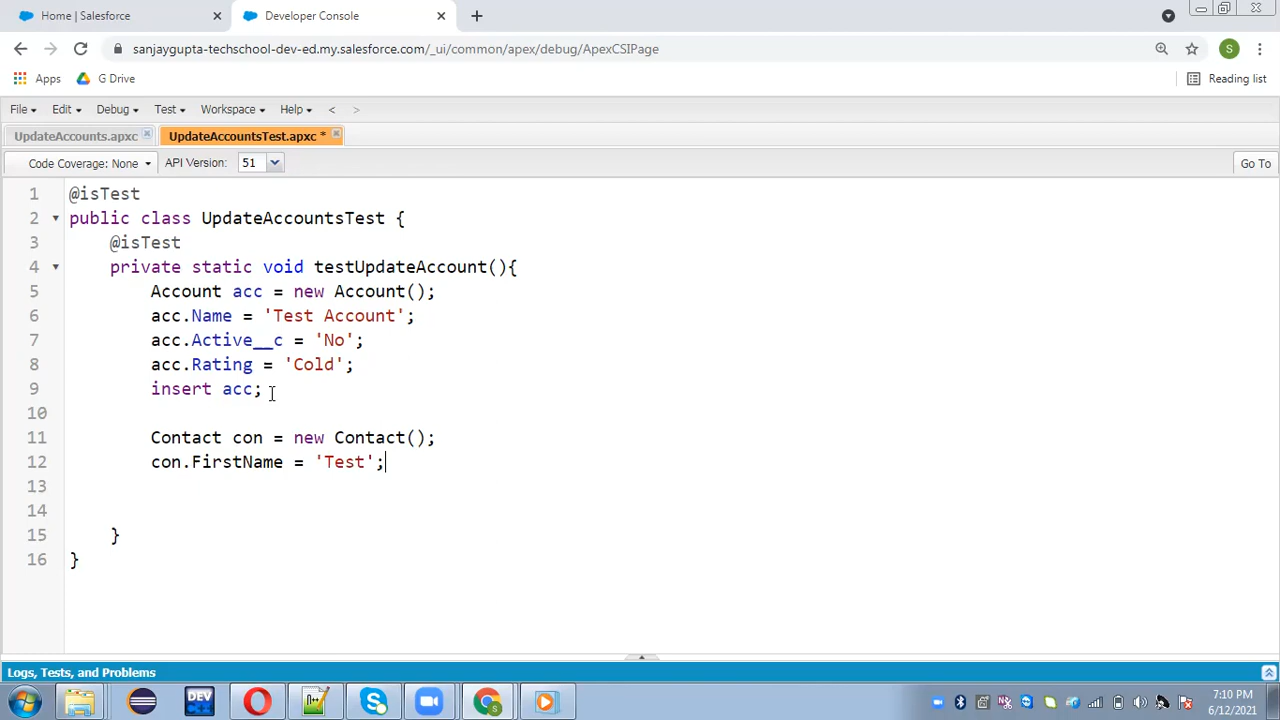 Home | Salesforce
Developer Console
sanjaygupta-techschool-dev-ed.my.salesforce.com/_ui/common/apex/debug/ApexCSIPage
S
Apps
G Drive
Reading list
File
Edit
Debug
Test
Workspace
Help
<
>
UpdateAccounts.apxc
UpdateAccountsTest.apxc *
Code Coverage: None
API Version:
51
Go To
1 @isTest
2 public class UpdateAccountsTest {
3 @isTest
4 private static void testUpdateAccount(){
5 Account acc = new Account();
6 acc.Name = 'Test Account';
7 acc.Active__c = 'No';
8 acc.Rating = 'Cold';
9 insert acc;
10
11 Contact con = new Contact();
12 con.FirstName = 'Test';
13
14
15 }
16 }
Logs, Tests, and Problems
DEV
7:10 PM
6/12/2021